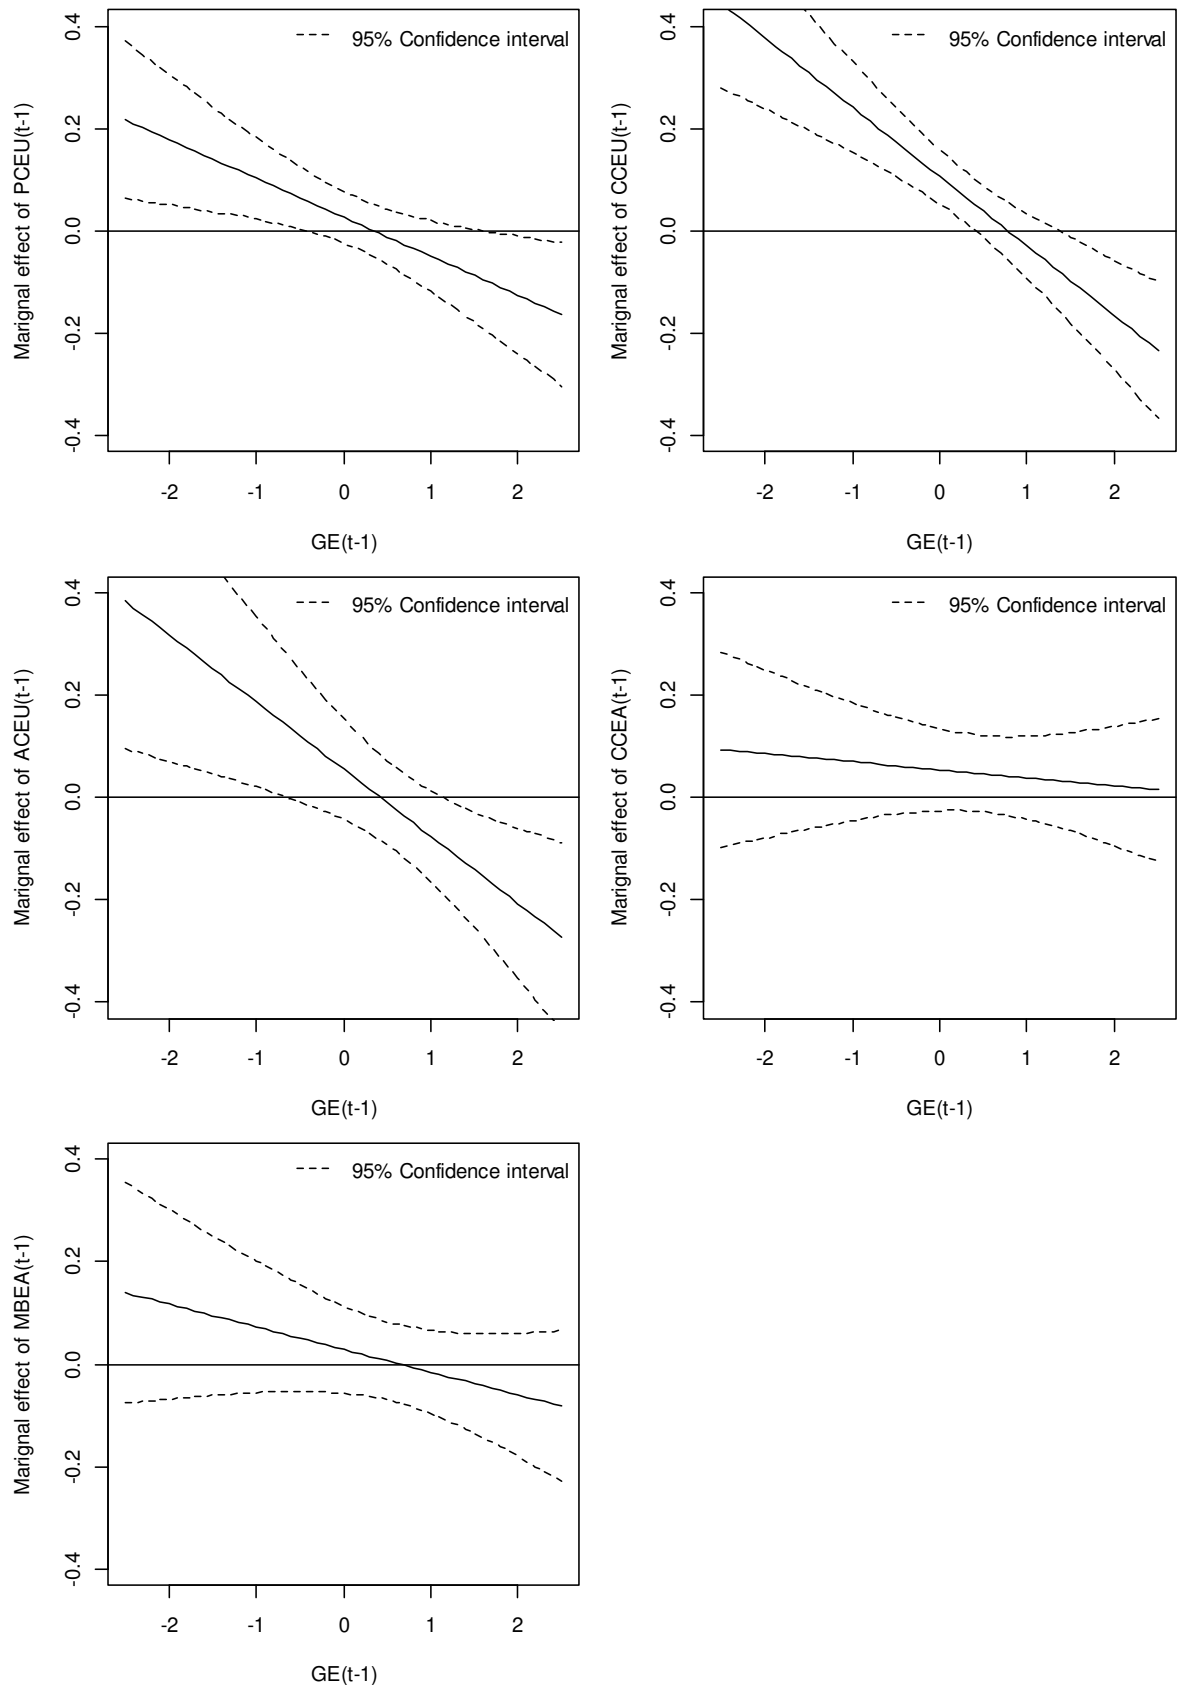 95% Confidence interval
Marignal effect of PCEU(t-1)
0.4
0.2
0.0
-0.2
-0.4
-2 -1 0 1 2
GE(t-1)
95% Confidence interval
Marignal effect of CCEU(t-1)
0.4
0.2
0.0
-0.2
-0.4
-2 -1 0 1 2
GE(t-1)
95% Confidence interval
Marignal effect of ACEU(t-1)
0.4
0.2
0.0
-0.2
-0.4
-2 -1 0 1 2
GE(t-1)
95% Confidence interval
Marignal effect of CCEA(t-1)
0.4
0.2
0.0
-0.2
-0.4
-2 -1 0 1 2
GE(t-1)
95% Confidence interval
Marignal effect of MBEA(t-1)
0.4
0.2
0.0
-0.2
-0.4
-2 -1 0 1 2
GE(t-1)